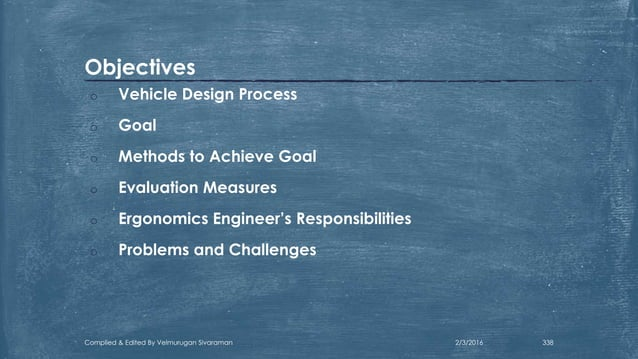 Objectives
o Vehicle Design Process
o Goal
o Methods to Achieve Goal
o Evaluation Measures
o Ergonomics Engineer's Responsibilities
o Problems and Challenges
Complied & Edited By Velmurugan Sivaraman 2/3/2016 338